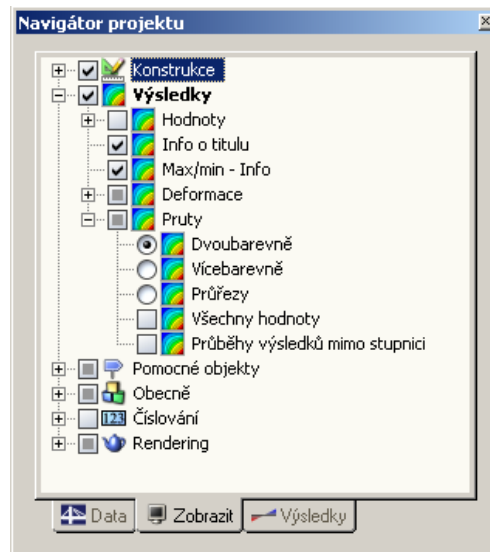 Navigátor projektu
Konstrukce
Výsledky
Hodnoty
Info o titulu
Max/min - Info
Deformace
Pruty
Dvoubarevně
Vícebarevně
Průřezy
Všechny hodnoty
Průběhy výsledků mimo stupnici
Pomocné objekty
Obecně
123 Číslování
Rendering
Data Zobrazit Výsledky